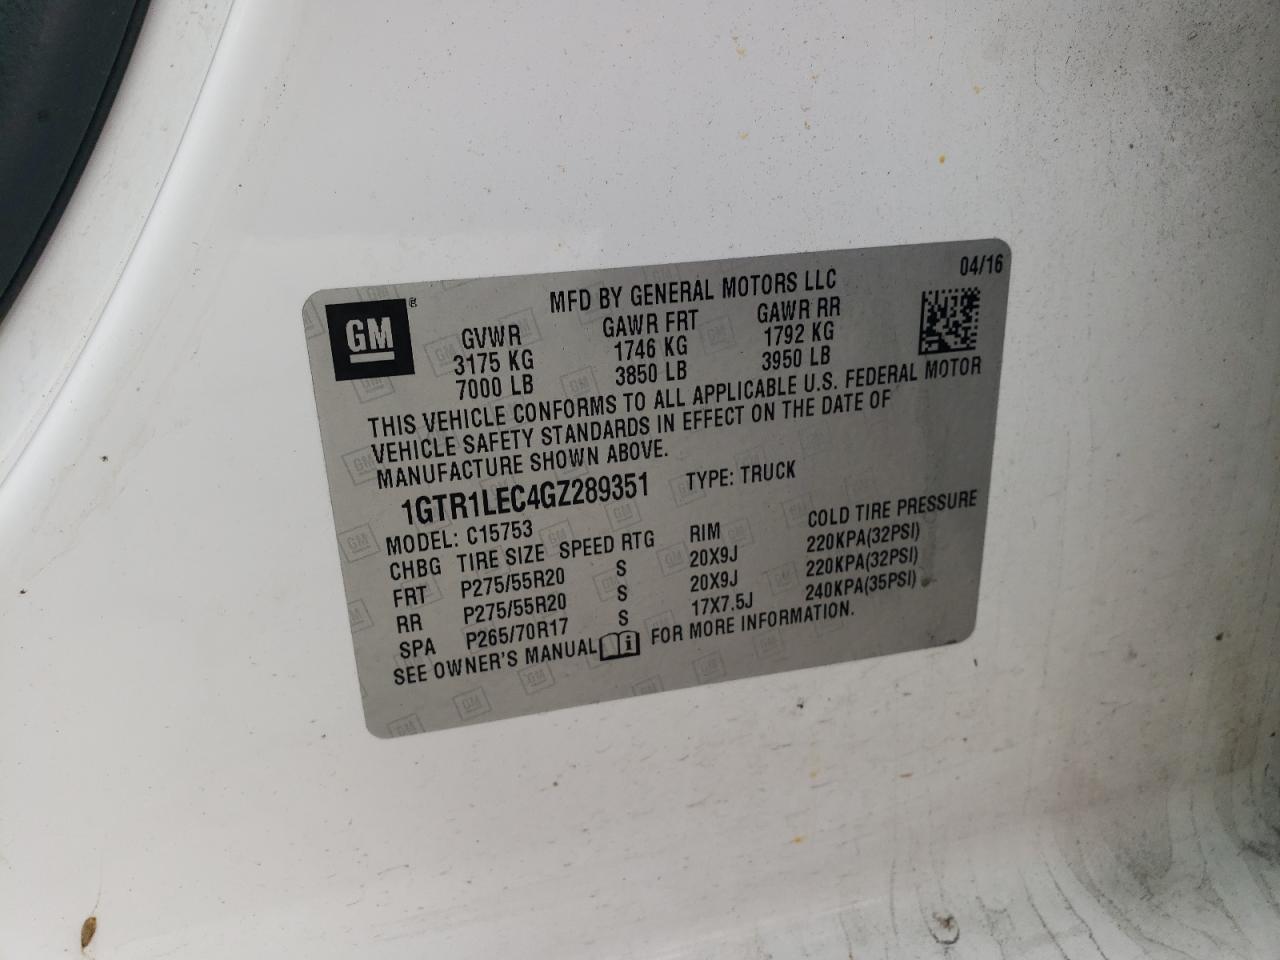 04/16
MFD BY GENERAL MOTORS LLC
GM ®
GVWR GAWR FRT GAWR RR
3175 KG 1746 KG 1792 KG
7000 LB 3850 LB 3950 LB
THIS VEHICLE CONFORMS TO ALL APPLICABLE U.S. FEDERAL MOTOR
VEHICLE SAFETY STANDARDS IN EFFECT ON THE DATE OF
MANUFACTURE SHOWN ABOVE.
1GTR1LEC4GZ289351 TYPE: TRUCK
MODEL: C15753
CHBG TIRE SIZE SPEED RTG RIM COLD TIRE PRESSURE
FRT P275/55R20 S 20X9J 220KPA(32PSI)
RR P275/55R20 S 20X9J 220KPA(32PSI)
SPA P265/70R17 S 17X7.5J 240KPA(35PSI)
SEE OWNER'S MANUAL i FOR MORE INFORMATION.